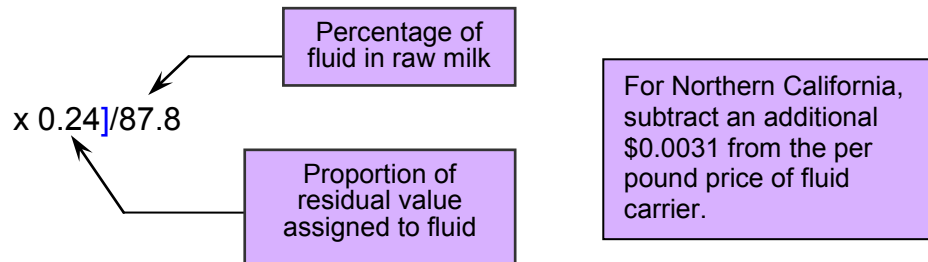 Percentage of
fluid in raw milk
x 0.24]/87.8
Proportion of
residual value
assigned to fluid
For Northern California,
subtract an additional
$0.0031 from the per
pound price of fluid
carrier.